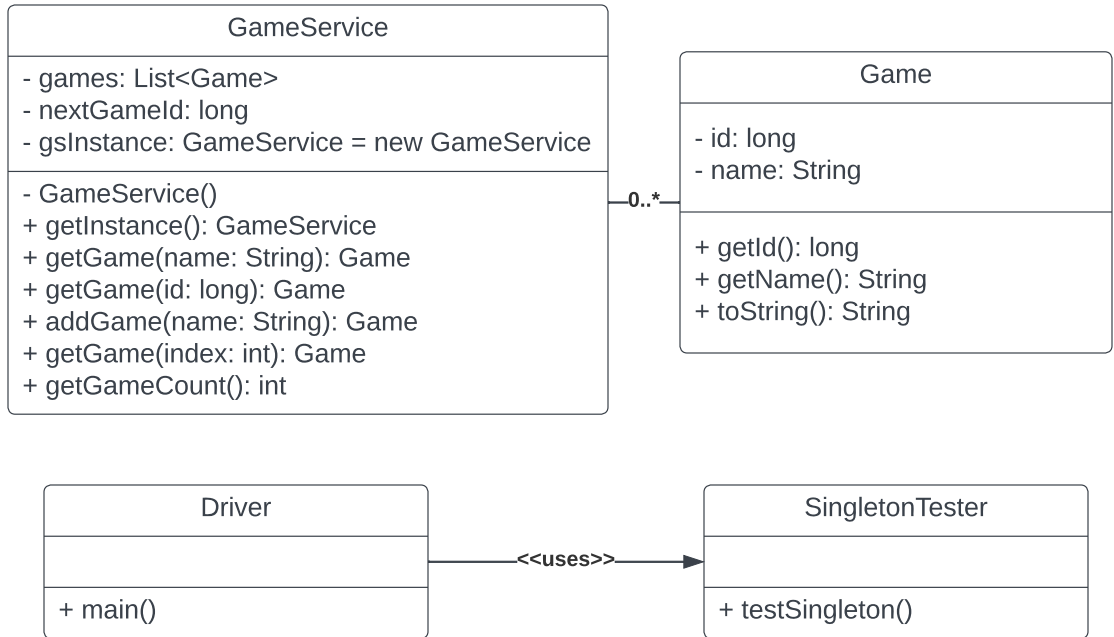 GameService
- games: List<Game>
- nextGameId: long
- gsInstance: GameService = new GameService
- GameService()
+ getInstance(): GameService
+ getGame(name: String): Game
+ getGame(id: long): Game
+ addGame(name: String): Game
+ getGame(index: int): Game
+ getGameCount(): int
0..*
Game
- id: long
- name: String
+ getId(): long
+ getName(): String
+ toString(): String
Driver
+ main()
<<uses>>
SingletonTester
+ testSingleton()